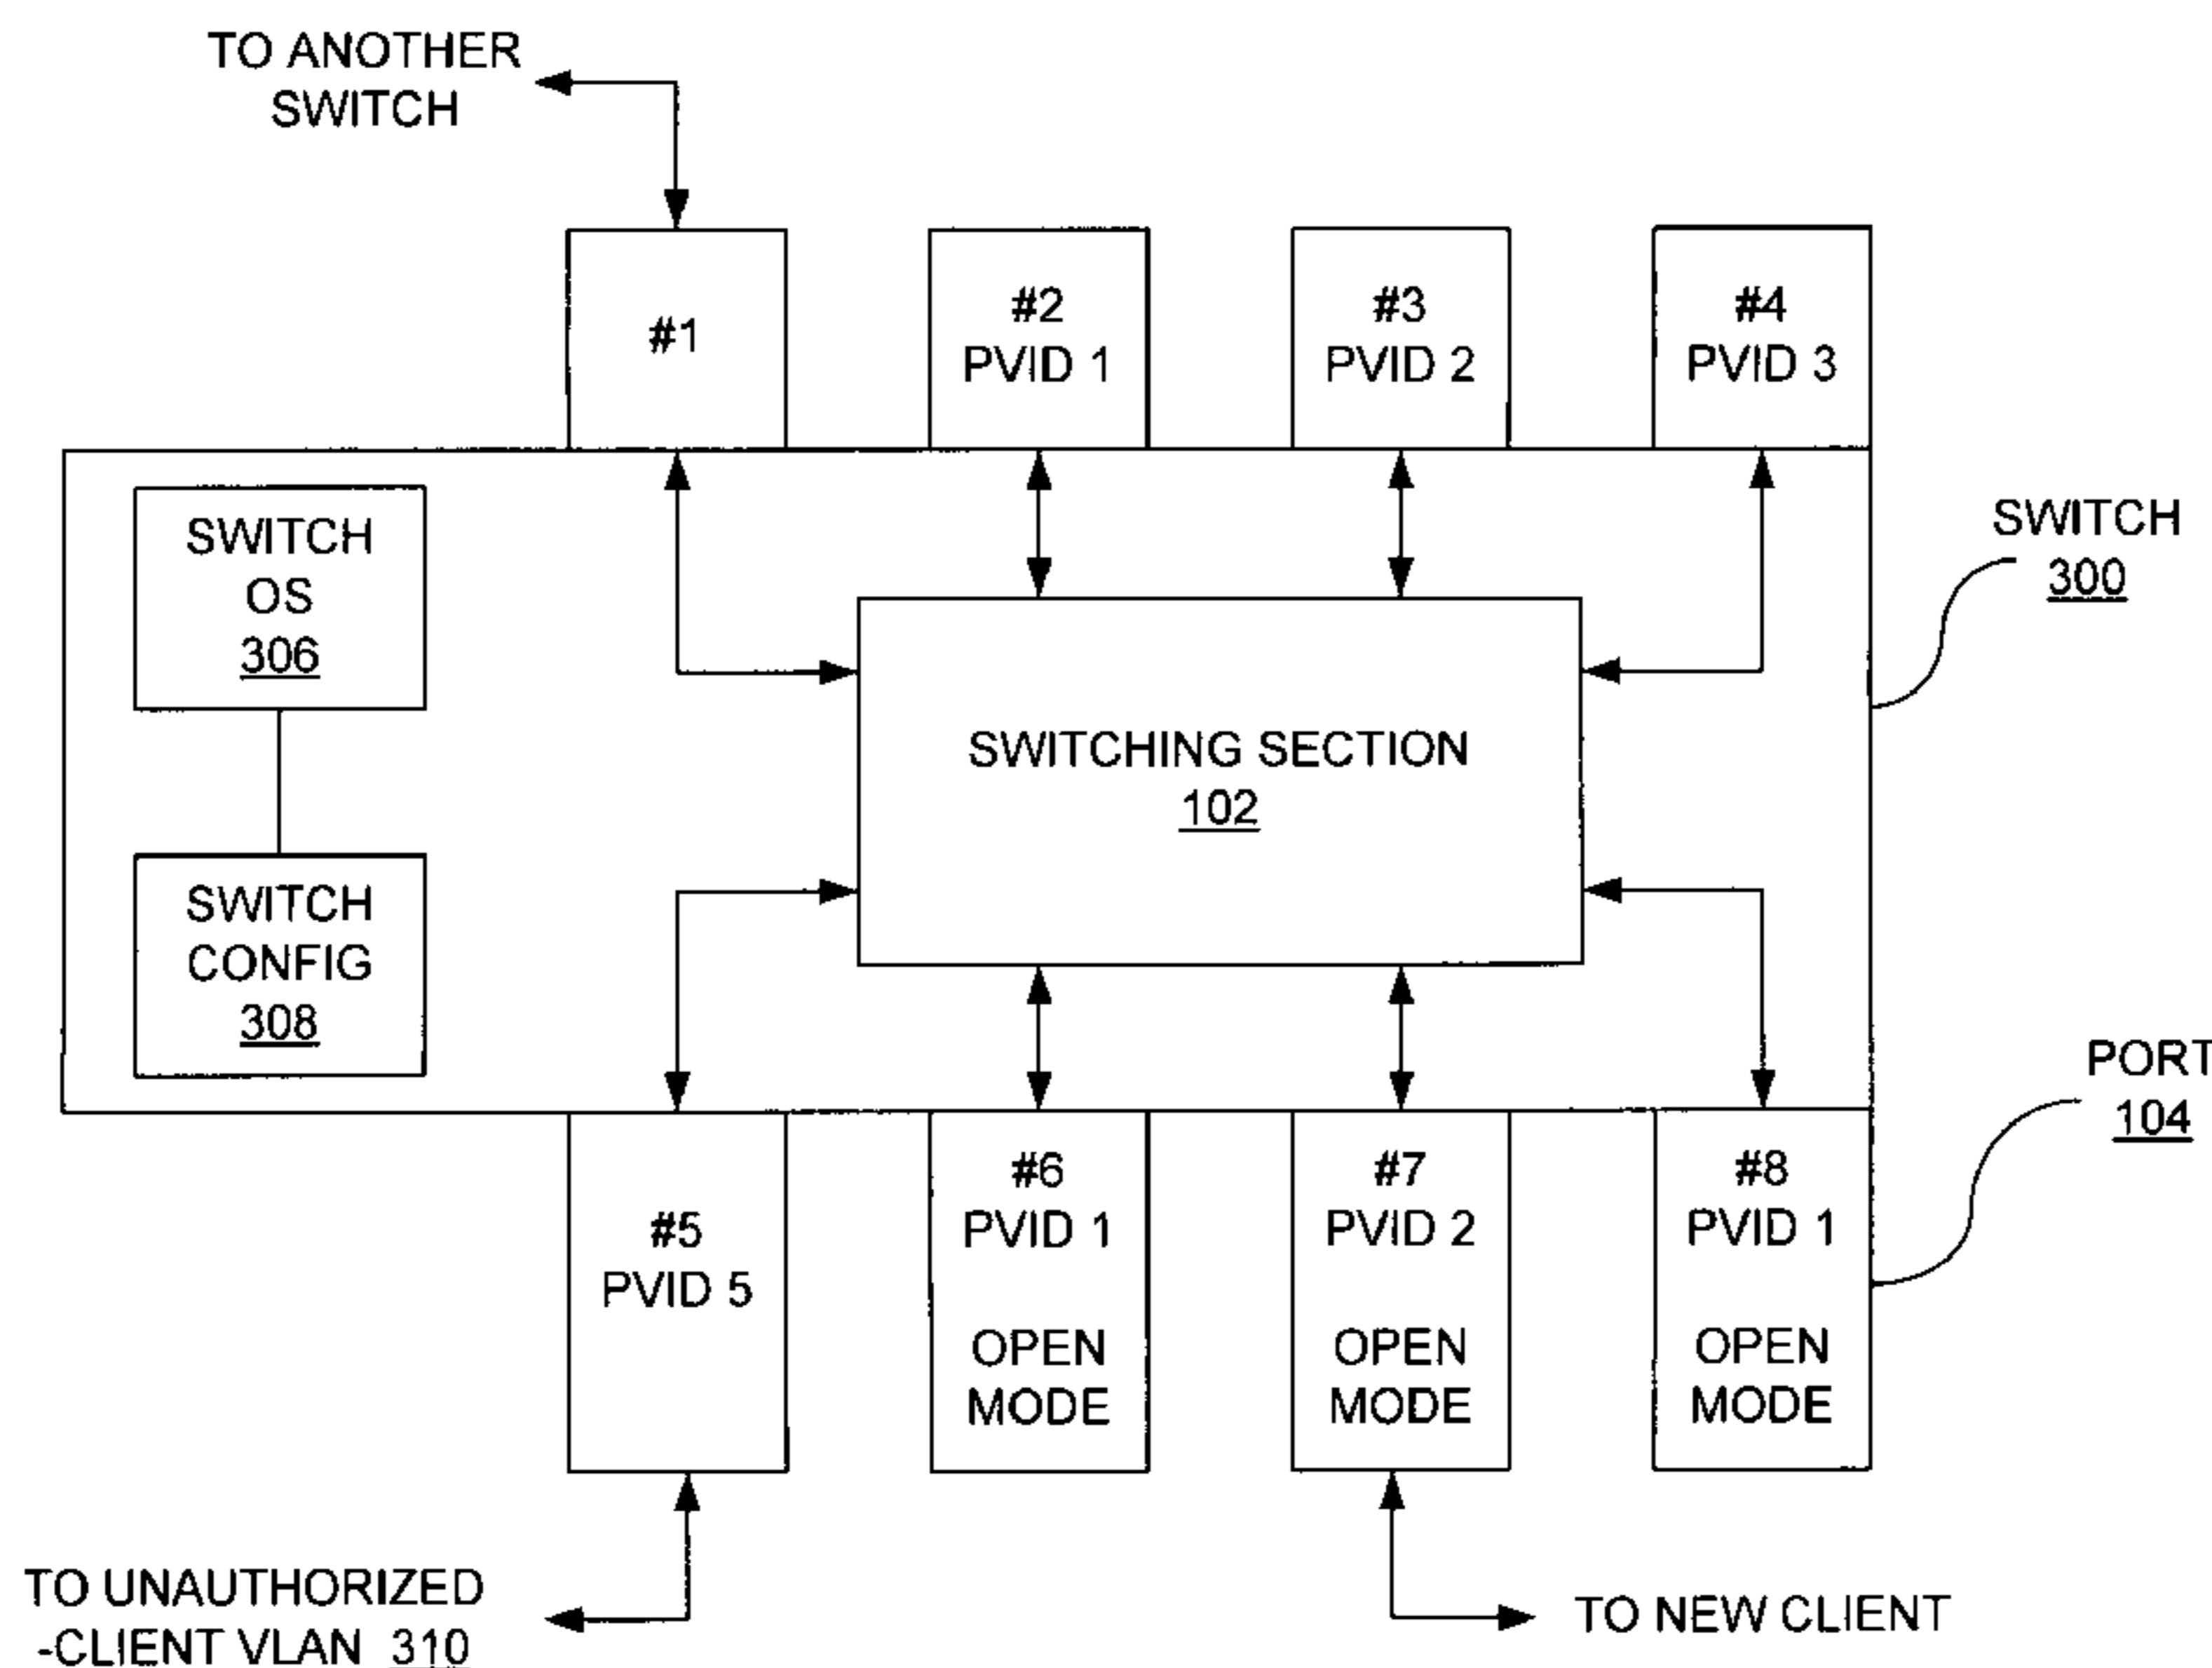 TO ANOTHER
SWITCH
#1
#2
PVID 1
#3
PVID 2
#4
PVID 3
SWITCH
OS
306
SWITCH
300
SWITCHING SECTION
102
SWITCH
CONFIG
308
PORT
104
#5
PVID 5
#6
PVID 1
OPEN
MODE
#7
PVID 2
OPEN
MODE
#8
PVID 1
OPEN
MODE
TO UNAUTHORIZED
-CLIENT VLAN 310
TO NEW CLIENT